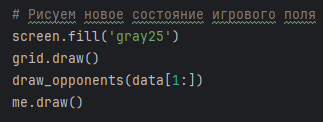 # Рисуем новое состояние игрового поля
screen.fill('gray25')
grid.draw()
draw_opponents(data[1:])
me.draw()